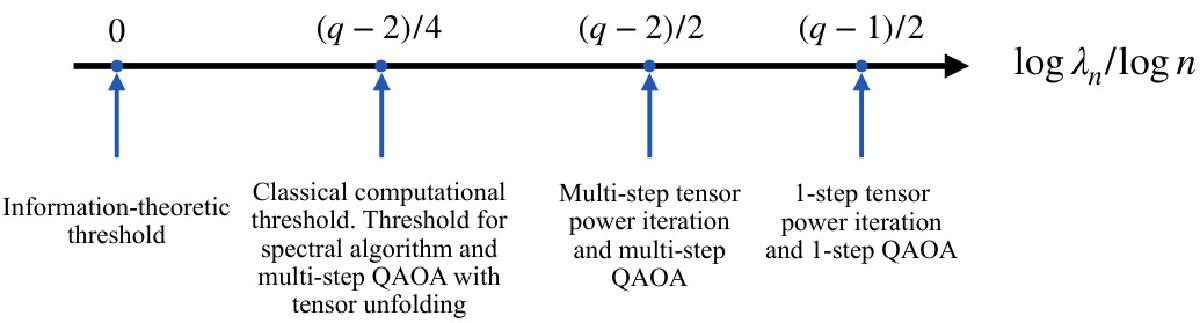 0
(q − 2)/4
(q − 2)/2
(q − 1)/2
log λₙ/log n
Information-theoretic
threshold
Classical computational
threshold. Threshold for
spectral algorithm and
multi-step QAOA with
tensor unfolding
Multi-step tensor
power iteration
and multi-step
QAOA
1-step tensor
power iteration
and 1-step QAOA